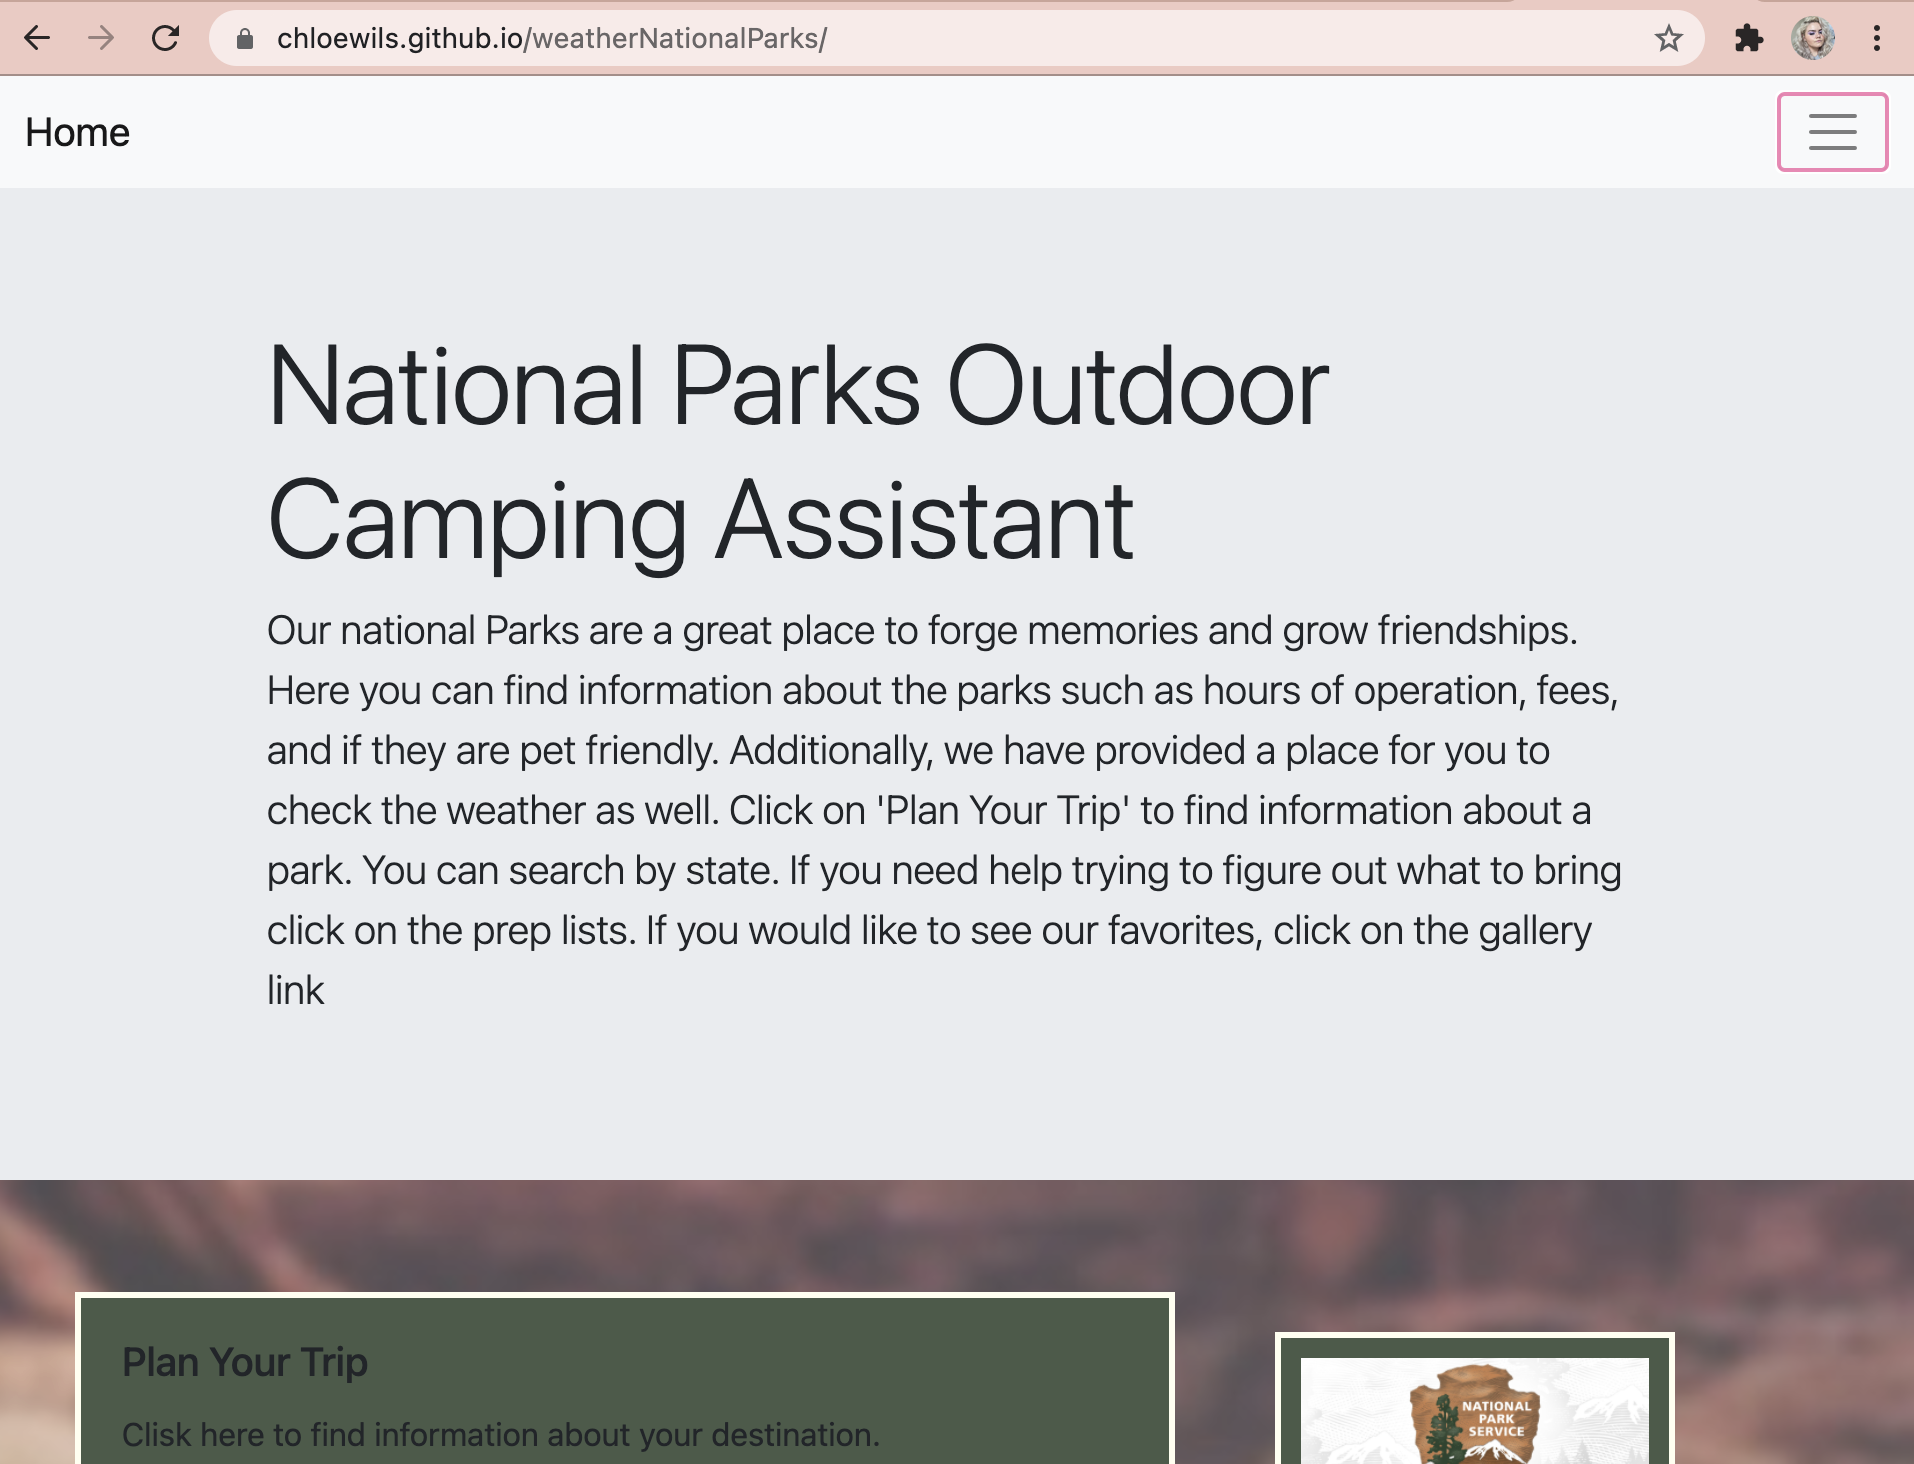 chloewils.github.io/weatherNationalParks/
Home
National Parks Outdoor
Camping Assistant
Our national Parks are a great place to forge memories and grow friendships.
Here you can find information about the parks such as hours of operation, fees,
and if they are pet friendly. Additionally, we have provided a place for you to
check the weather as well. Click on 'Plan Your Trip' to find information about a
park. You can search by state. If you need help trying to figure out what to bring
click on the prep lists. If you would like to see our favorites, click on the gallery
link
Plan Your Trip
Clisk here to find information about your destination.
NATIONAL
PARK
SERVICE